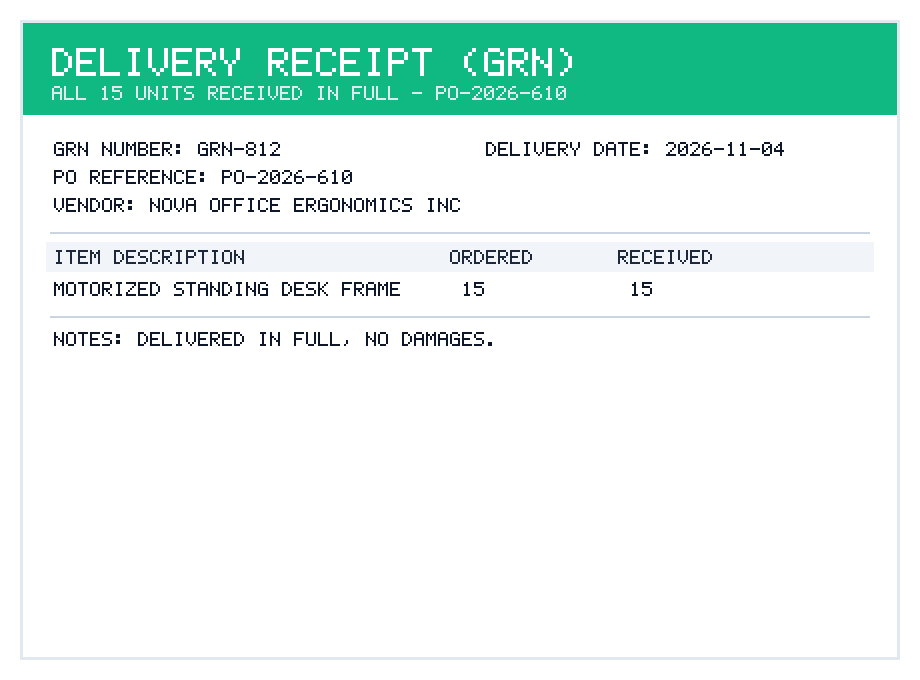 DELIVERY RECEIPT (GRN)
ALL 15 UNITS RECEIVED IN FULL - PO-2026-610
GRN NUMBER: GRN-812 DELIVERY DATE: 2026-11-04
PO REFERENCE: PO-2026-610
VENDOR: NOVA OFFICE ERGONOMICS INC
ITEM DESCRIPTION ORDERED RECEIVED
MOTORIZED STANDING DESK FRAME 15 15
NOTES: DELIVERED IN FULL, NO DAMAGES.